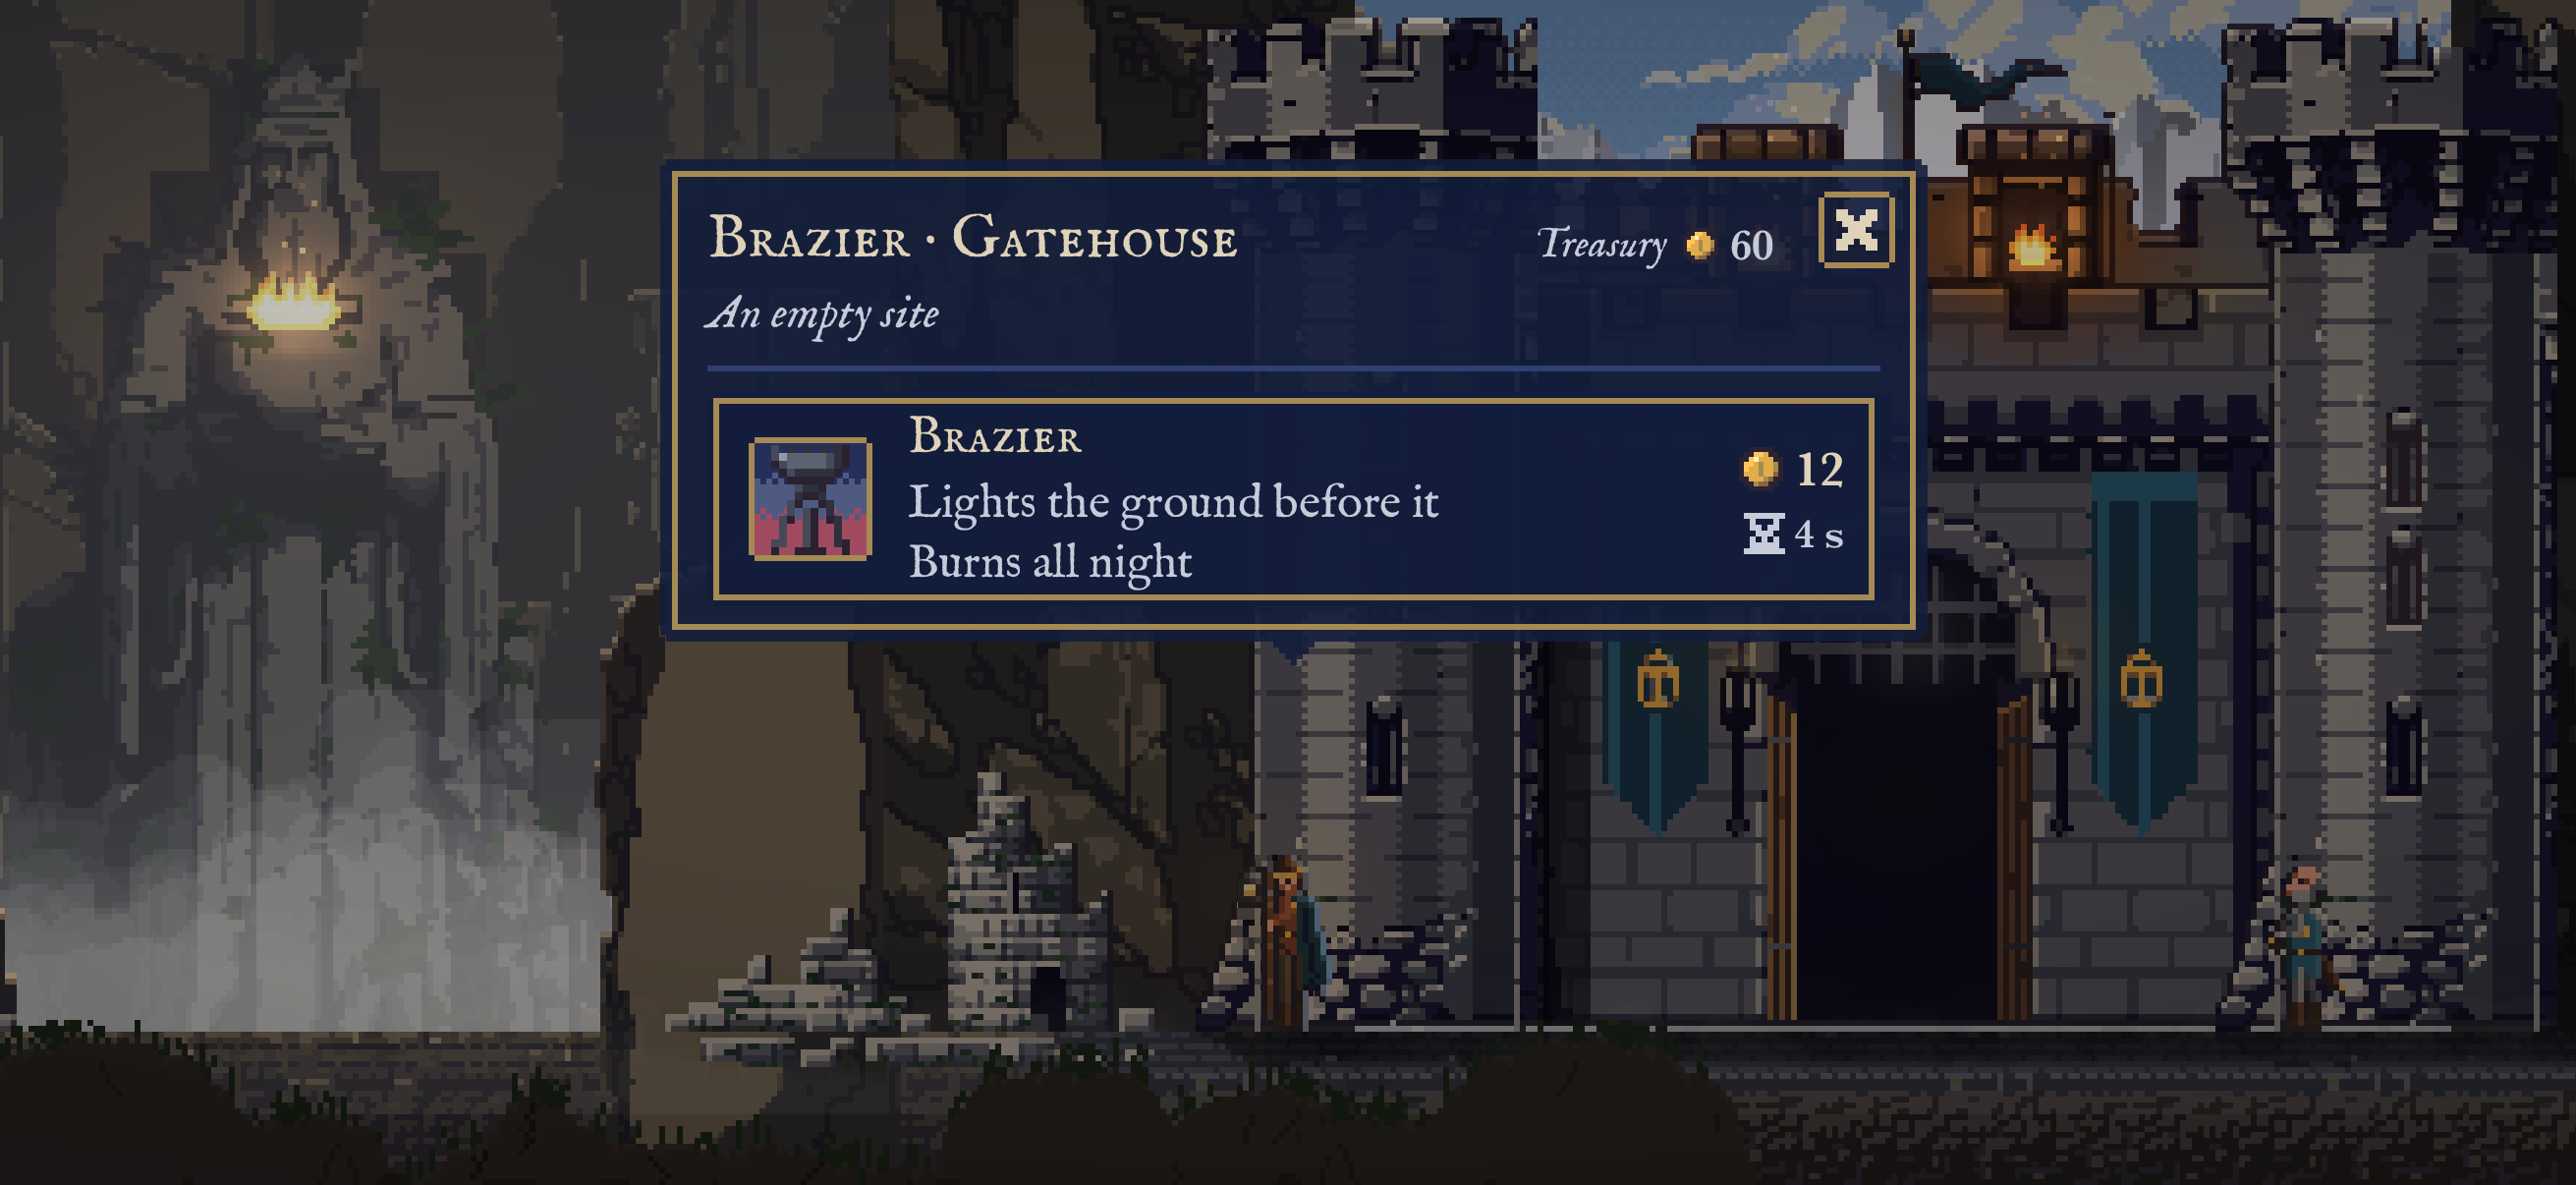 Brazier · Gatehouse
Treasury 60
An empty site
Brazier
Lights the ground before it
Burns all night
12
4 s